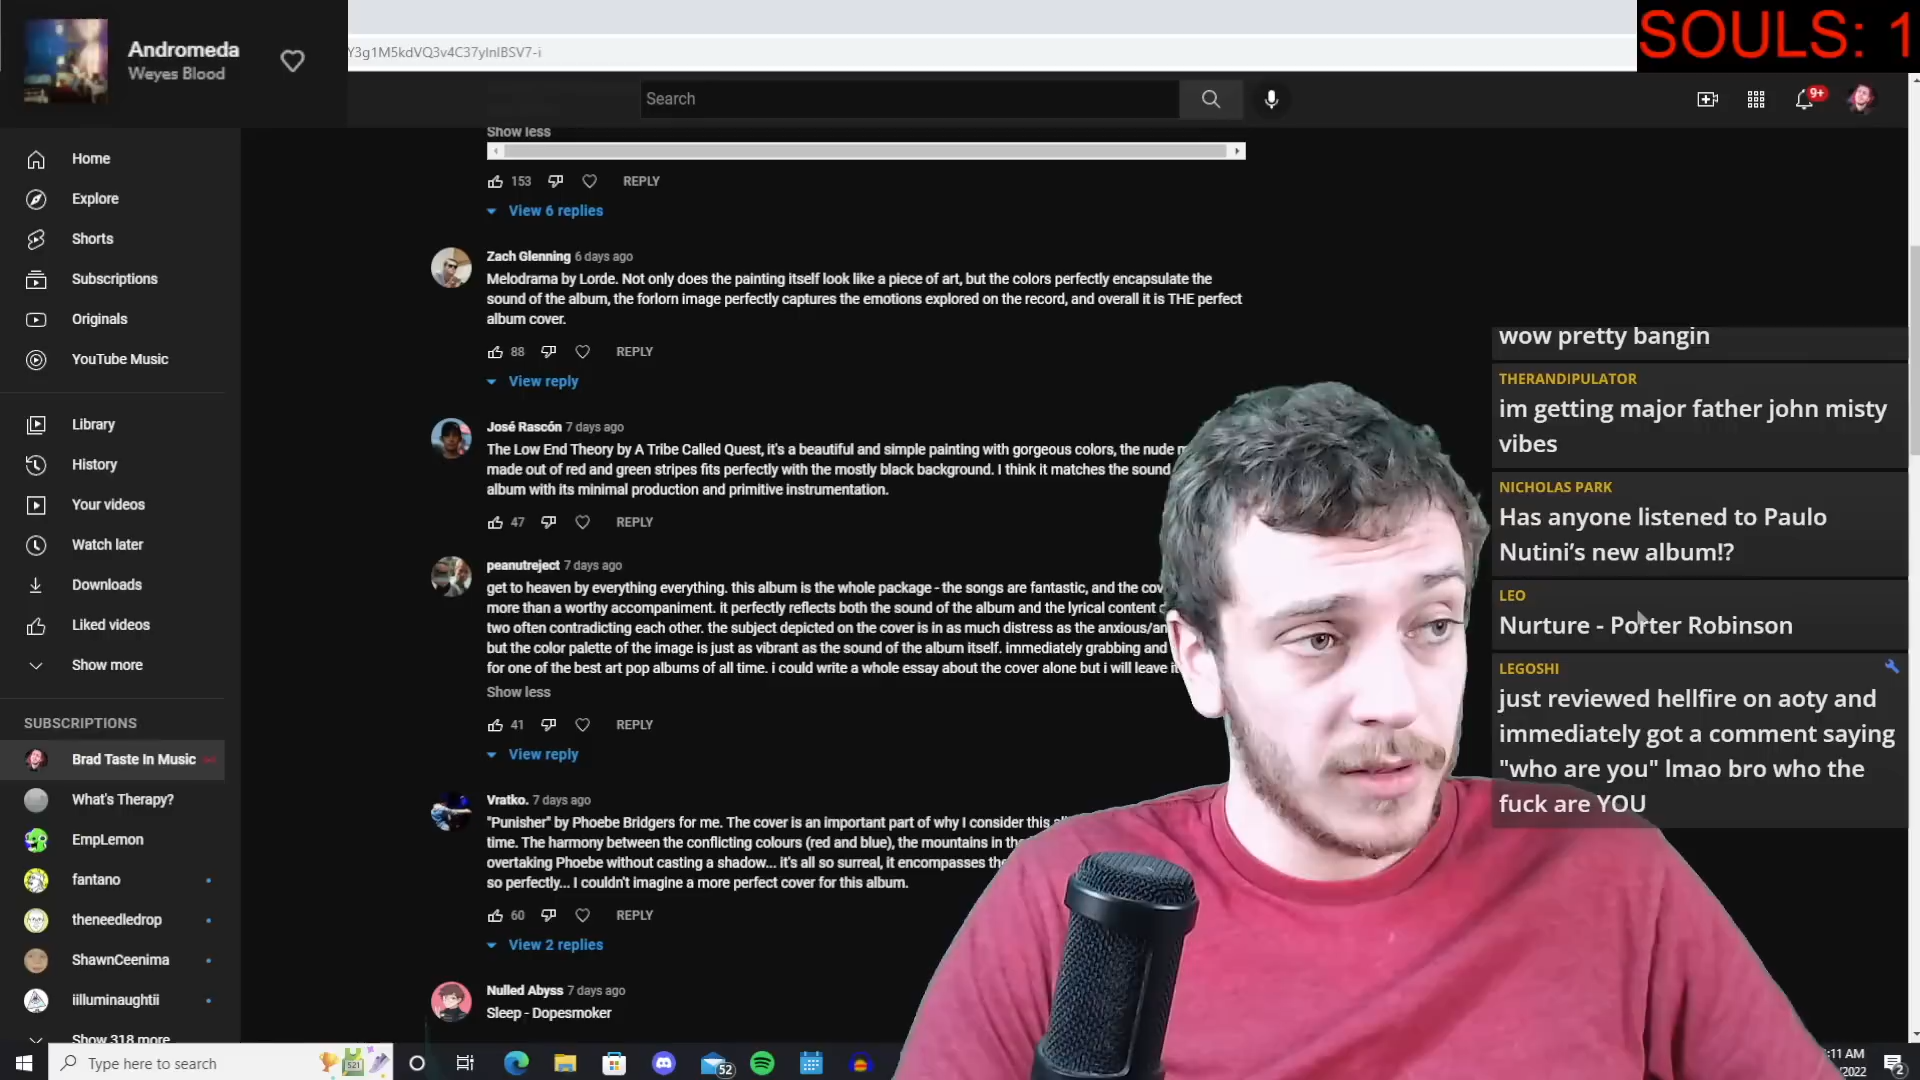 Andromeda
Weyes Blood
Y3g1M5kdVQ3v4C37yInlBSV7-i
SOULS: 1
Search
9+
Home
Explore
Shorts
Subscriptions
Originals
YouTube Music
Library
History
Your videos
Watch later
Downloads
Liked videos
Show more
SUBSCRIPTIONS
Brad Taste In Music
What's Therapy?
EmpLemon
fantano
theneedledrop
ShawnCeenima
iilluminaughtii
Show 318 more
Show less
153 REPLY
View 6 replies
Zach Glenning 6 days ago
Melodrama by Lorde. Not only does the painting itself look like a piece of art, but the colors perfectly encapsulate the
sound of the album, the forlorn image perfectly captures the emotions explored on the record, and overall it is THE perfect
album cover.
88 REPLY
View reply
José Rascón 7 days ago
The Low End Theory by A Tribe Called Quest, it's a beautiful and simple painting with gorgeous colors, the nude
made out of red and green stripes fits perfectly with the mostly black background. I think it matches the sound
album with its minimal production and primitive instrumentation.
47 REPLY
peanutreject 7 days ago
get to heaven by everything everything. this album is the whole package - the songs are fantastic, and the
more than a worthy accompaniment. it perfectly reflects both the sound of the album and the lyrical content
two often contradicting each other. the subject depicted on the cover is in as much distress as the
but the color palette of the image is just as vibrant as the sound of the album itself. immediately grabbing and
for one of the best art pop albums of all time. i could write a whole essay about the cover alone but i will leave
Show less
41 REPLY
View reply
Vratko. 7 days ago
"Punisher" by Phoebe Bridgers for me. The cover is an important part of why I consider this
time. The harmony between the conflicting colours (red and blue), the mountains in
overtaking Phoebe without casting a shadow... it's all so surreal, it encompasses
so perfectly... I couldn't imagine a more perfect cover for this album.
60 REPLY
View 2 replies
Nulled Abyss 7 days ago
Sleep - Dopesmoker
wow pretty bangin
THERANDIPULATOR
im getting major father john misty
vibes
NICHOLAS PARK
Has anyone listened to Paulo
Nutini's new album!?
LEO
Nurture - Porter Robinson
LEGOSHI
just reviewed hellfire on aoty and
immediately got a comment saying
"who are you" lmao bro who the
fuck are YOU
Type here to search
52
:11 AM
/2022
2